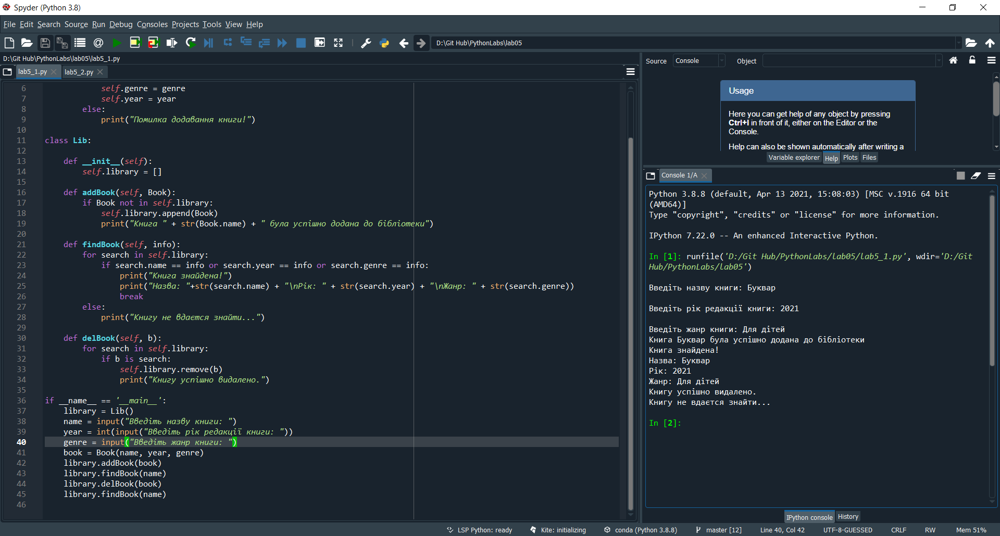 Spyder (Python 3.8)
File Edit Search Source Run Debug Consoles Projects Tools View Help
D:\Git Hub\PythonLabs\lab05
D:\Git Hub\PythonLabs\lab05\lab5_1.py
lab5_1.py
lab5_2.py
6             self.genre = genre
7             self.year = year
8         else:
9             print("Помилка додавання книги!")
10
11 class Lib:
12
13     def __init__(self):
14         self.library = []
15
16     def addBook(self, Book):
17         if Book not in self.library:
18             self.library.append(Book)
19             print("Книга " + str(Book.name) + " була успішно додана до бібліотеки")
20
21     def findBook(self, info):
22         for search in self.library:
23             if search.name == info or search.year == info or search.genre == info:
24                 print("Книга знайдена!")
25                 print("Назва: "+str(search.name) + "\nРік: " + str(search.year) + "\nЖанр: " + str(search.genre))
26                 break
27         else:
28             print("Книгу не вдаєтся знайти...")
29
30     def delBook(self, b):
31         for search in self.library:
32             if b is search:
33                 self.library.remove(b)
34                 print("Книгу успішно видалено.")
35
36 if __name__ == '__main__':
37     library = Lib()
38     name = input("Введіть назву книги: ")
39     year = int(input("Введіть рік редакції книги: "))
40     genre = input("Введіть жанр книги: ")
41     book = Book(name, year, genre)
42     library.addBook(book)
43     library.findBook(name)
44     library.delBook(book)
45     library.findBook(name)
46
Source Console Object
Usage
Here you can get help of any object by pressing
Ctrl+I in front of it, either on the Editor or the
Console.
Help can also be shown automatically after writing a
Variable explorer Help Plots Files
Console 1/A
Python 3.8.8 (default, Apr 13 2021, 15:08:03) [MSC v.1916 64 bit
(AMD64)]
Type "copyright", "credits" or "license" for more information.
IPython 7.22.0 -- An enhanced Interactive Python.
In [1]: runfile('D:/Git Hub/PythonLabs/lab05/lab5_1.py', wdir='D:/Git
Hub/PythonLabs/lab05')
Введіть назву книги: Буквар
Введіть рік редакції книги: 2021
Введіть жанр книги: Для дітей
Книга Буквар була успішно додана до бібліотеки
Книга знайдена!
Назва: Буквар
Рік: 2021
Жанр: Для дітей
Книгу успішно видалено.
Книгу не вдаєтся знайти...
In [2]:
IPython console History
LSP Python: ready Kite: initializing conda (Python 3.8.8) master [12] Line 40, Col 42 UTF-8-GUESSED CRLF RW Mem 51%